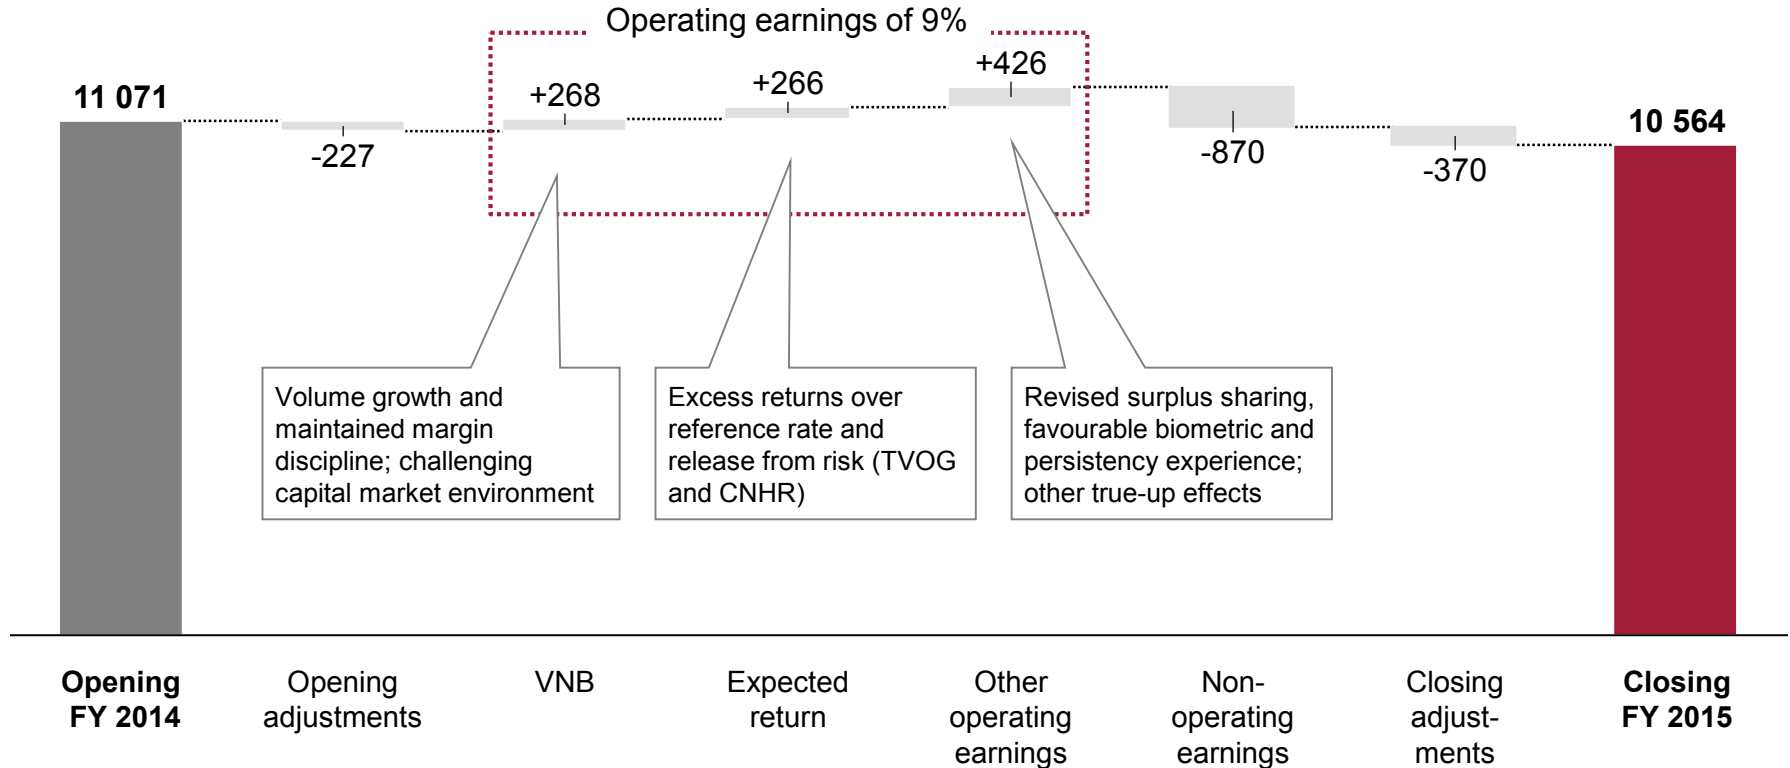 Operating earnings of 9%
11 071
-227
+268
+266
+426
-870
-370
10 564
Volume growth and
maintained margin
discipline; challenging
capital market environment
Excess returns over
reference rate and
release from risk (TVOG
and CNHR)
Revised surplus sharing,
favourable biometric and
persistency experience;
other true-up effects
Opening
FY 2014
Opening
adjustments
VNB
Expected
return
Other
operating
earnings
Non-
operating
earnings
Closing
adjust-
ments
Closing
FY 2015